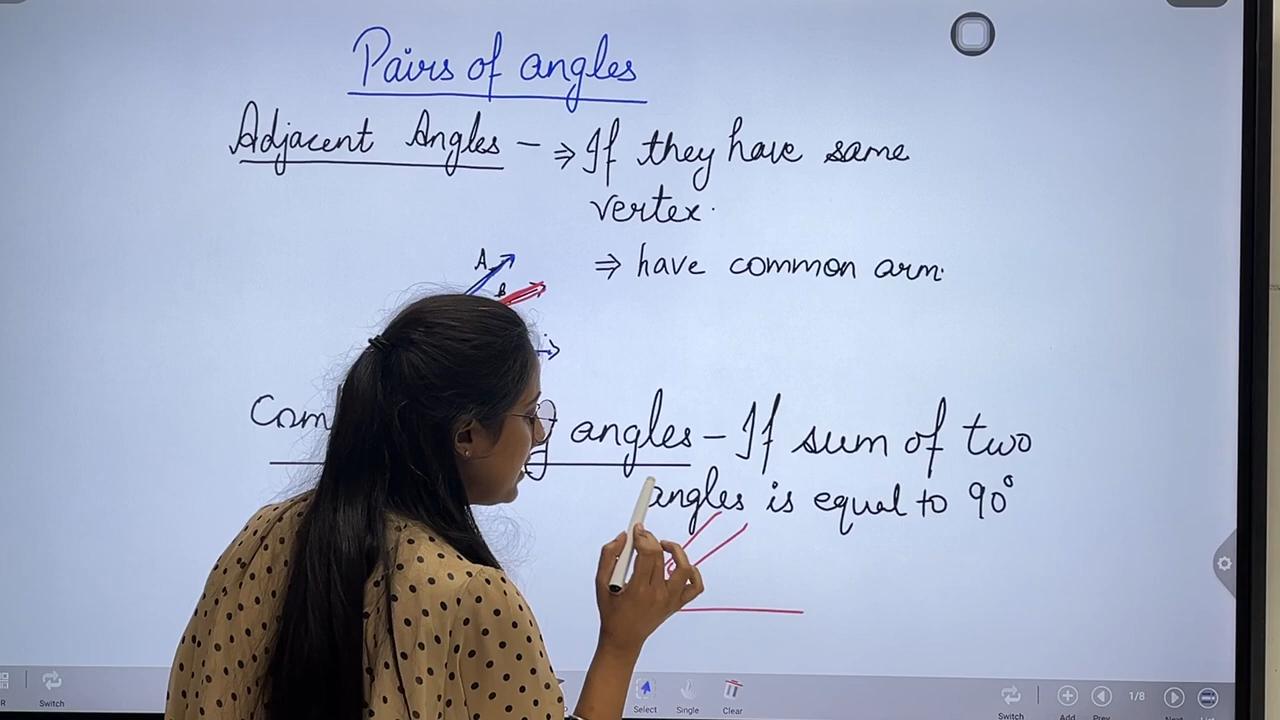 Pairs of angles
Adjacent Angles - ⇒ If they have same
vertex.
A
⇒ have common arm.
B
angles - If sum of two
angles is equal to 90°
Switch
Select
Single
Clear
Switch
Add
Prev
1/8